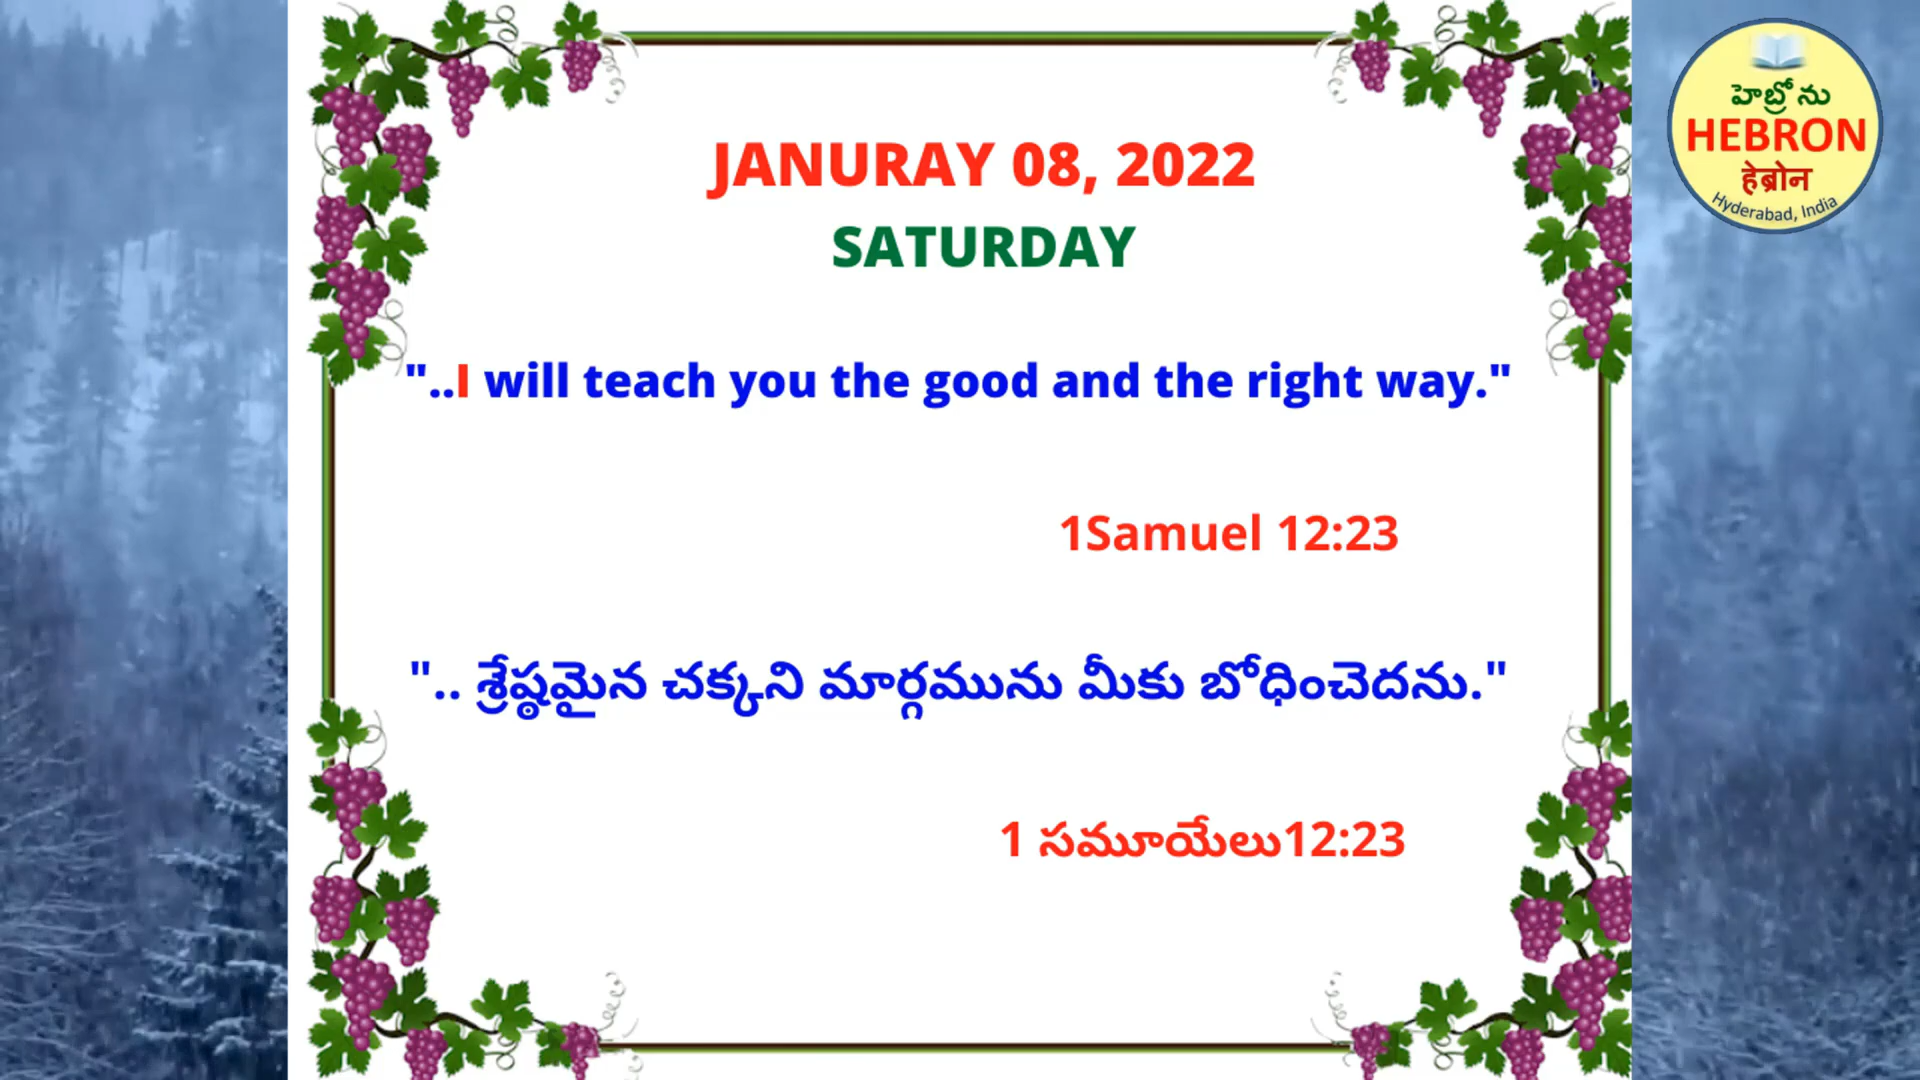 JANURAY 08, 2022
SATURDAY
"..I will teach you the good and the right way."
1Samuel 12:23
".. శ్రేష్ఠమైన చక్కని మార్గమును మీకు బోధించెదను."
1 సమూయేలు12:23
హెబ్రోను
HEBRON
हेब्रोन
Hyderabad, India